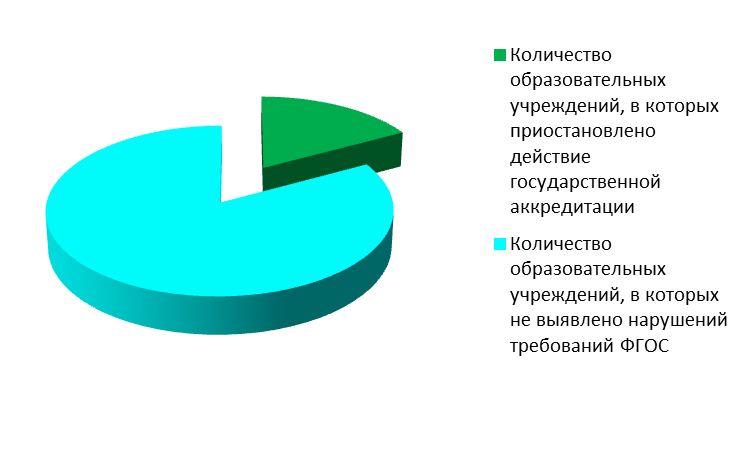 Количество
образовательных
учреждений, в которых
приостановлено
действие
государственной
аккредитации
Количество
образовательных
учреждений, в которых
не выявлено нарушений
требований ФГОС